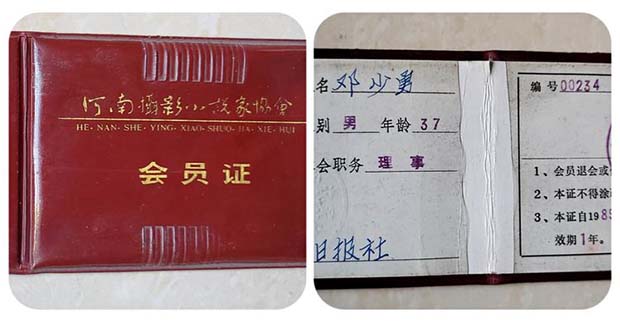 河南攝影小说家协會
HE·NAN·SHE·YING·XIAO·SHUO·JIA·XIE·HUI
会员证
名 邓少勇
别 男 年龄 37
会职务 理事
日报社
编号 00234
1、会员退会或
2、本证不得涂
3、本证自198
效期1年。